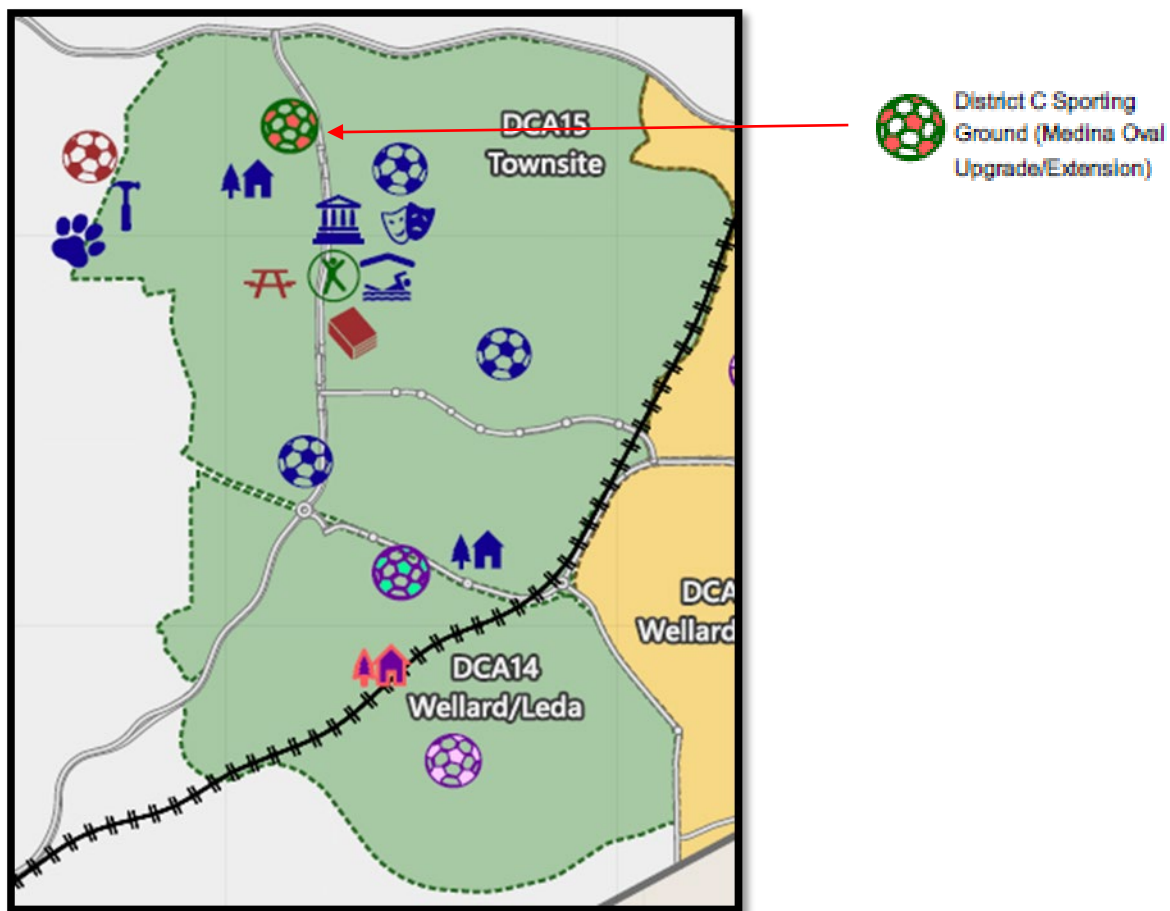 DCA15
Townsite
District C Sporting
Ground (Medina Oval
Upgrade/Extension)
DCA
Wellard
DCA14
Wellard/Leda